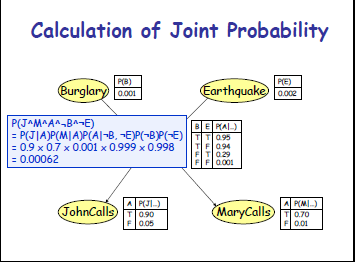 Calculation of Joint Probability
Burglary
P(B)
0.001
Earthquake
P(E)
0.002
P(J^M^A^¬B^¬E)
= P(J|A)P(M|A)P(A|¬B, ¬E)P(¬B)P(¬E)
= 0.9 x 0.7 x 0.001 x 0.999 x 0.998
= 0.00062
B E P(A|...)
T T 0.95
T F 0.94
F T 0.29
F F 0.001
JohnCalls
A P(J|...)
T 0.90
F 0.05
MaryCalls
A P(M|...)
T 0.70
F 0.01